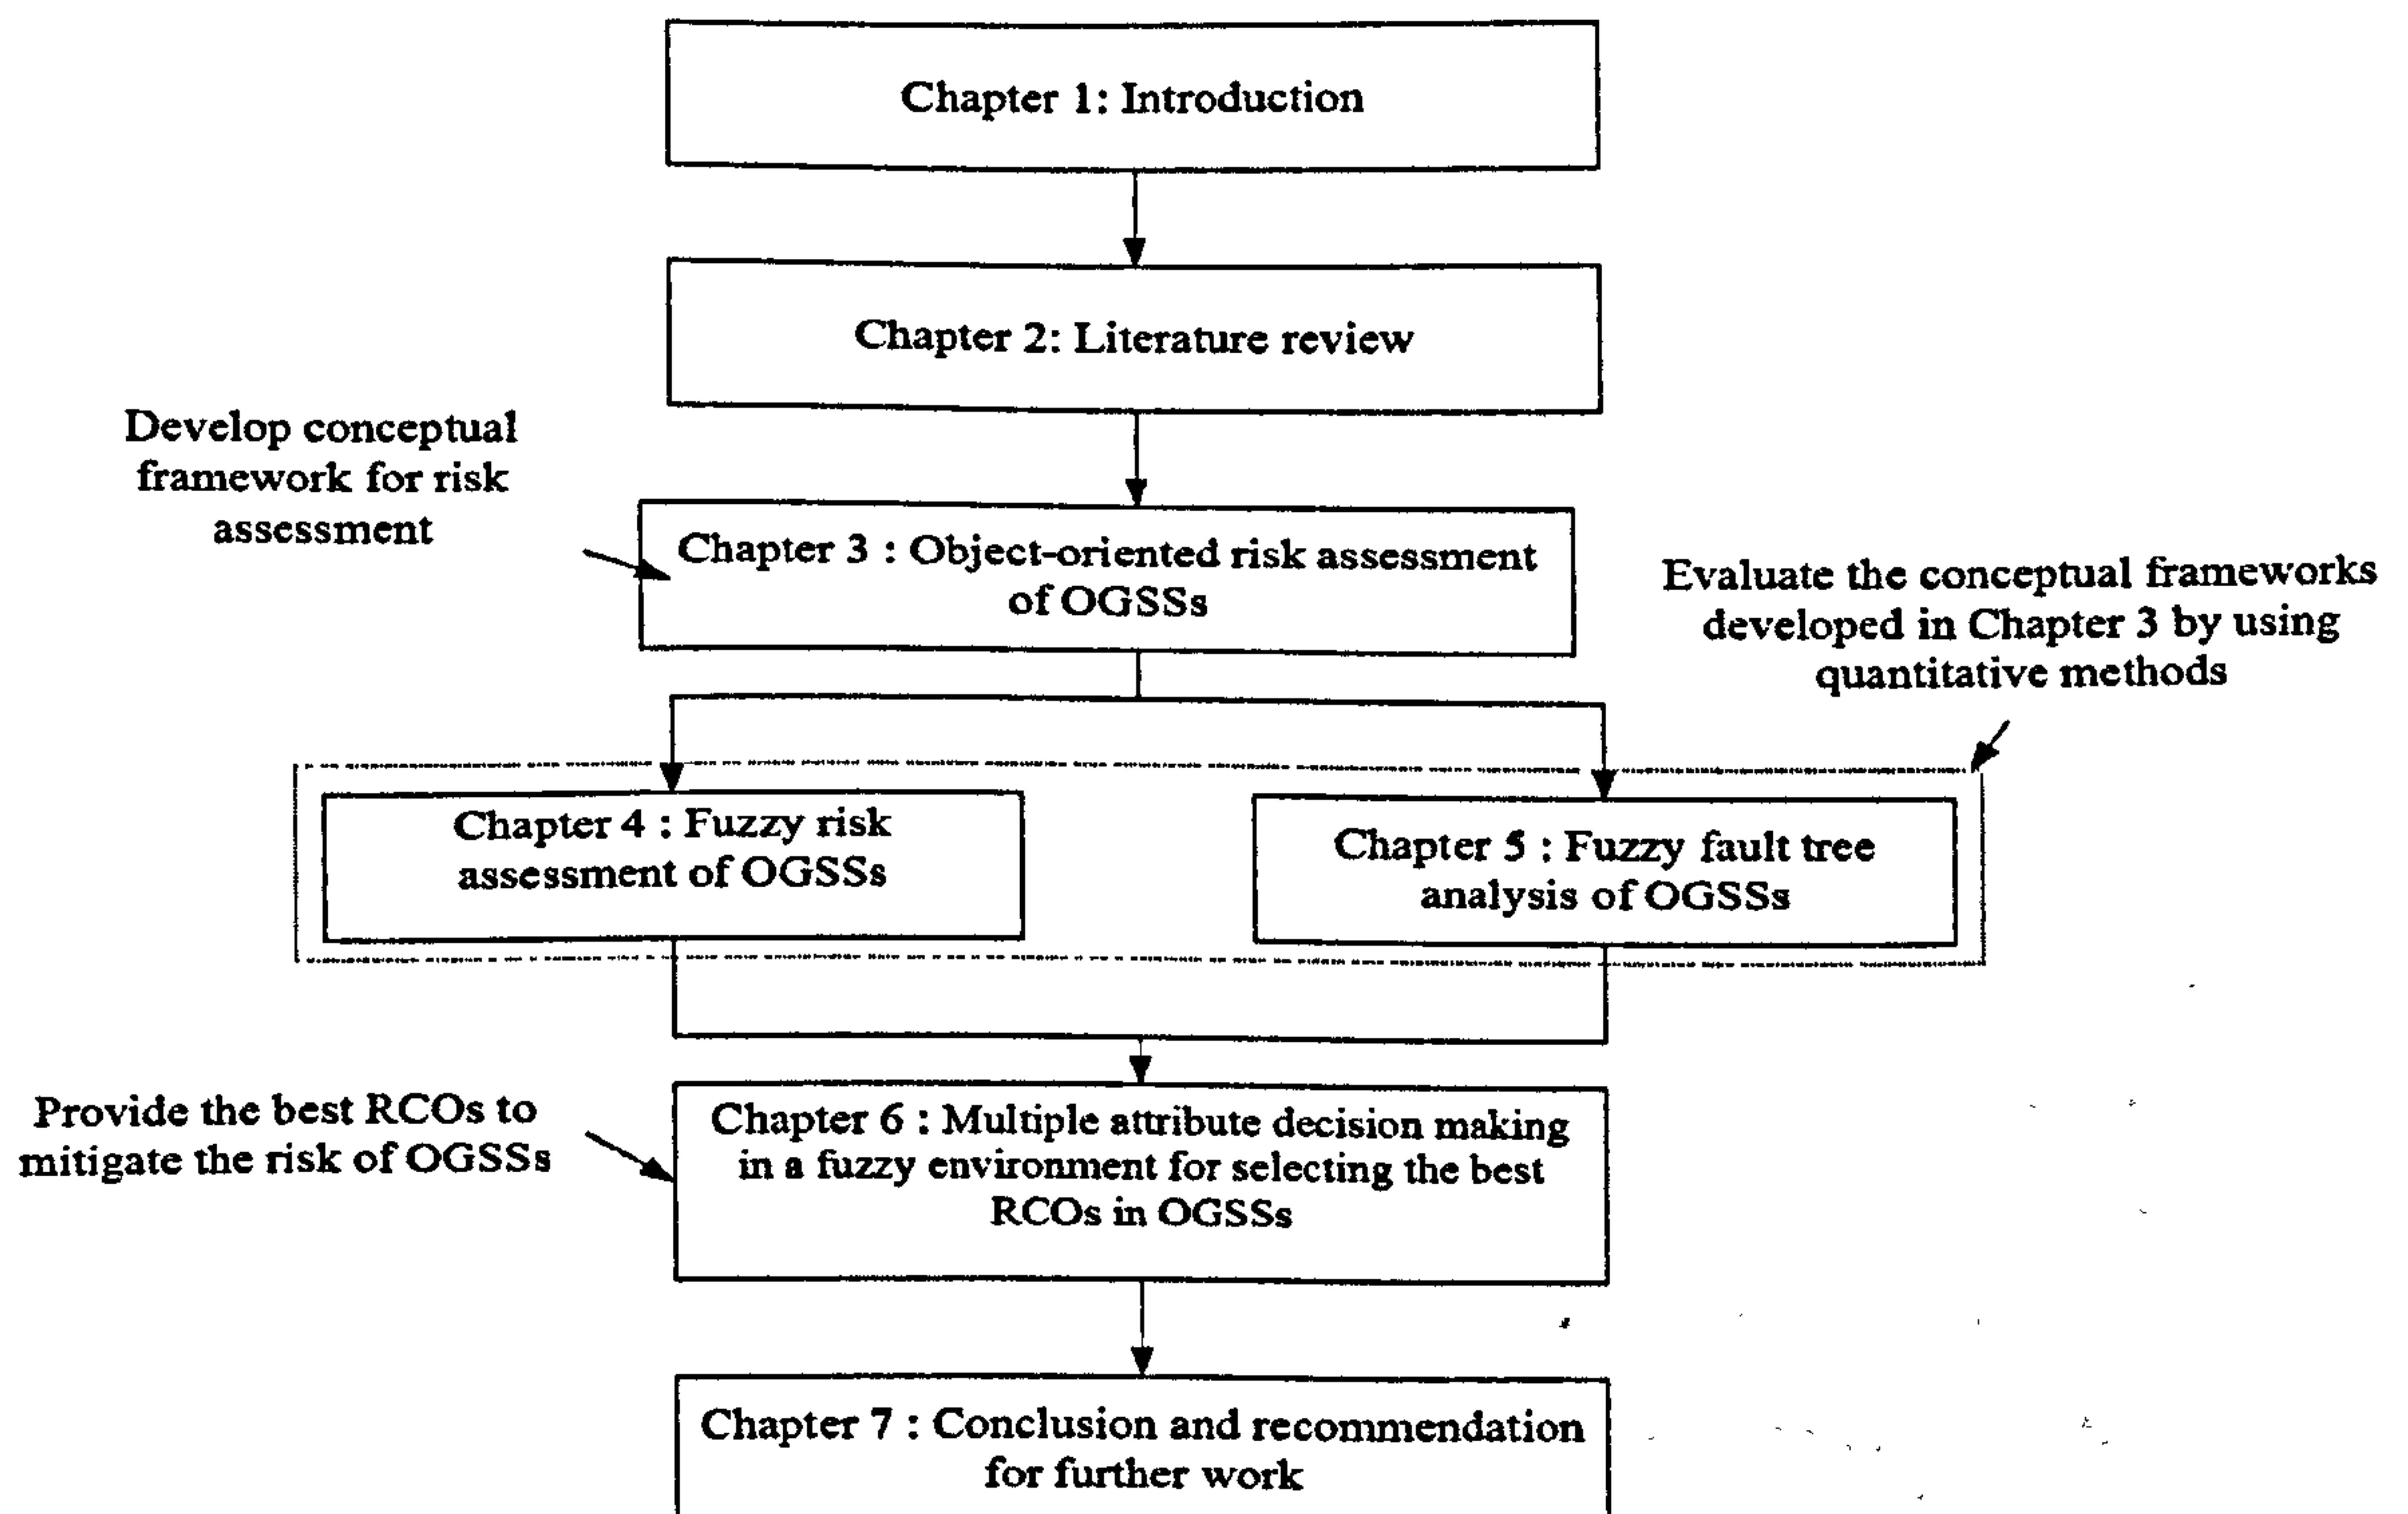 Chapter 1: Introduction
Chapter 2: Literature review
Develop conceptual
framework for risk
assessment
Chapter 3 : Object-oriented risk assessment
of OGSSs
Evaluate the conceptual frameworks
developed in Chapter 3 by using
quantitative methods
Chapter 4 : Fuzzy risk
assessment of OGSSs
Chapter 5 : Fuzzy fault tree
analysis of OGSSs
Provide the best RCOs to
mitigate the risk of OGSSs
Chapter 6 : Multiple attribute decision making
in a fuzzy environment for selecting the best
RCOs in OGSSs
Chapter 7 : Conclusion and recommendation
for further work